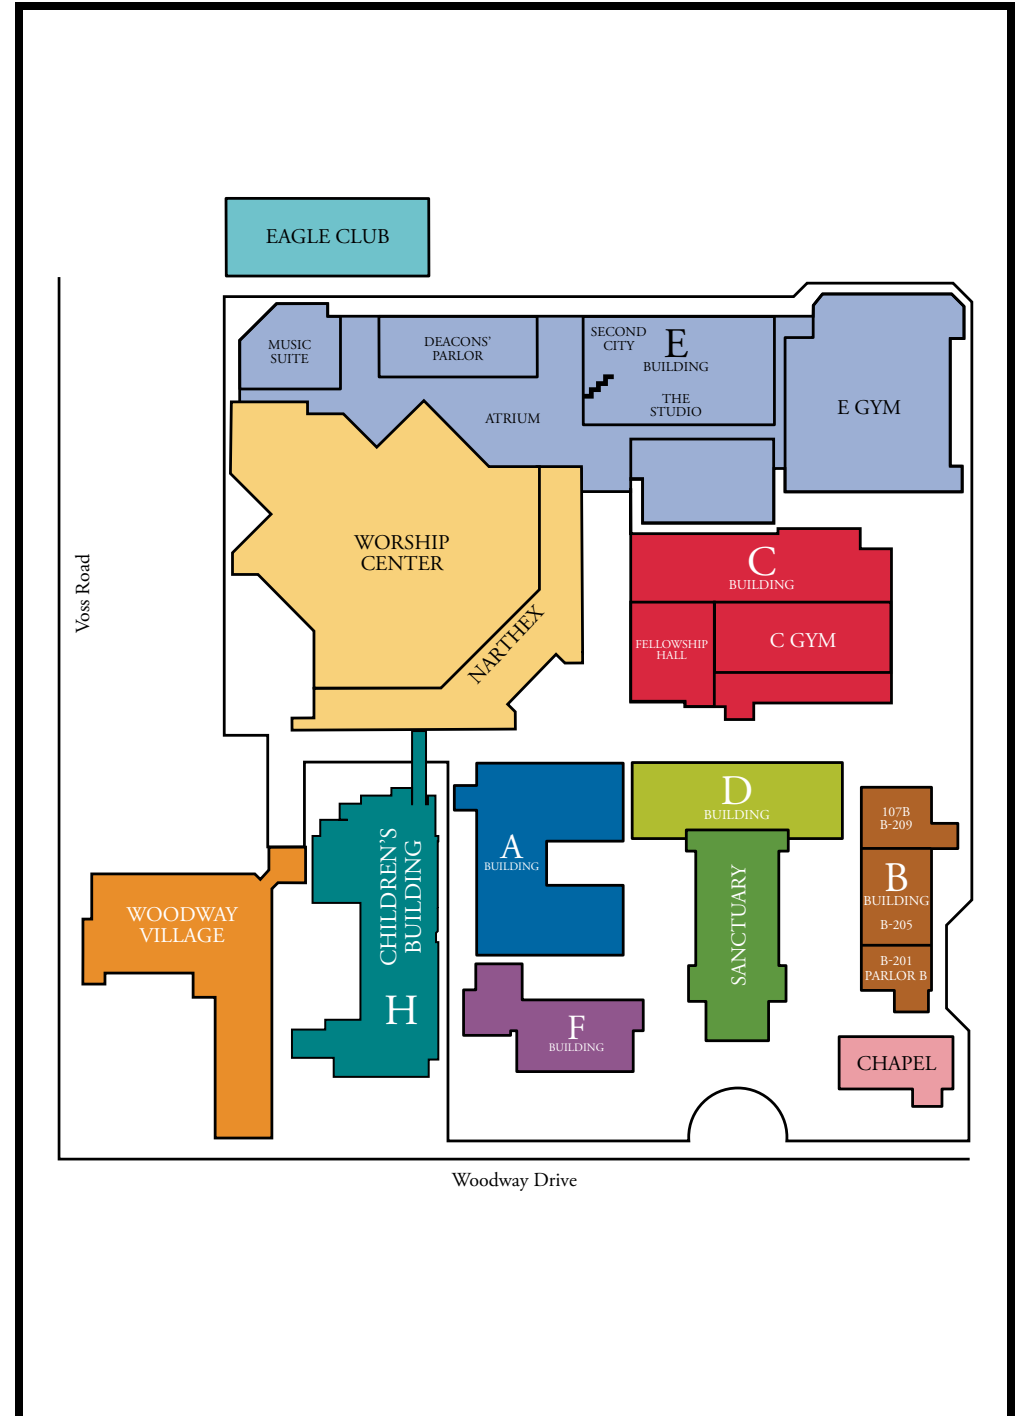 EAGLE CLUB
MUSIC
SUITE
DEACONS'
PARLOR
SECOND
CITY
E
BUILDING
THE
STUDIO
ATRIUM
E GYM
WORSHIP
CENTER
NARTHEX
Voss Road
C
BUILDING
FELLOWSHIP
HALL
C GYM
CHILDREN'S
BUILDING
H
A
BUILDING
D
BUILDING
SANCTUARY
107B
B-209
B
BUILDING
B-205
B-201
PARLOR B
WOODWAY
VILLAGE
F
BUILDING
CHAPEL
Woodway Drive